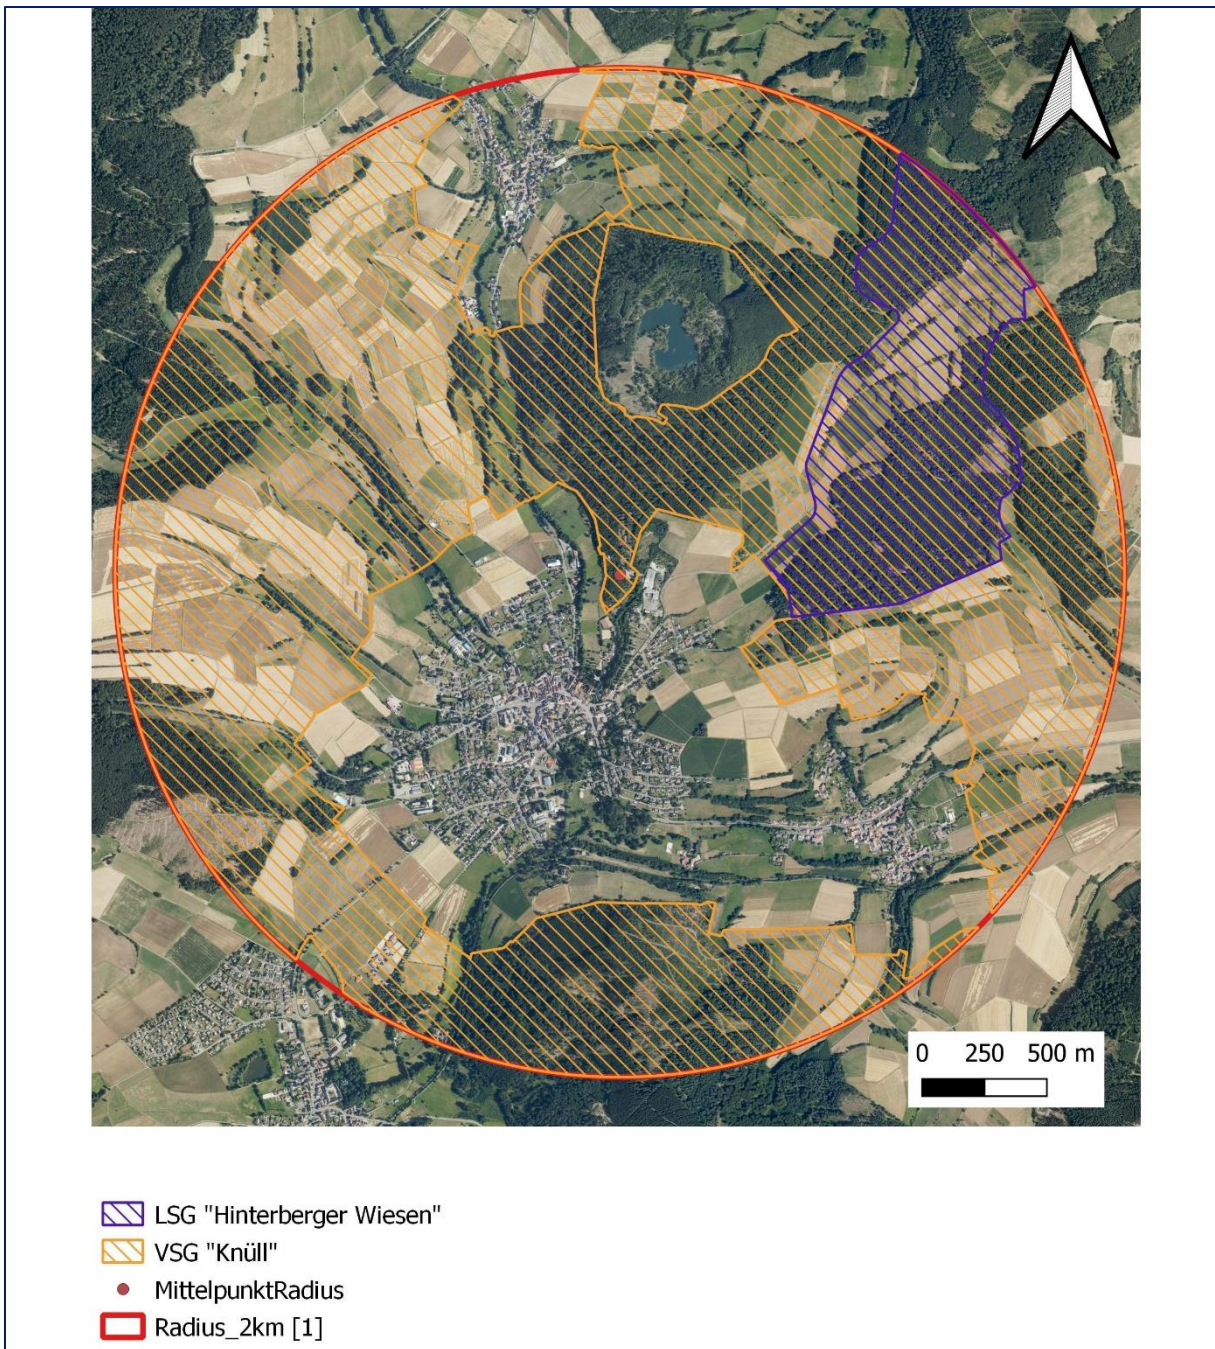 0 250 500 m
LSG "Hinterberger Wiesen"
VSG "Knüll"
MittelpunktRadius
Radius_2km [1]